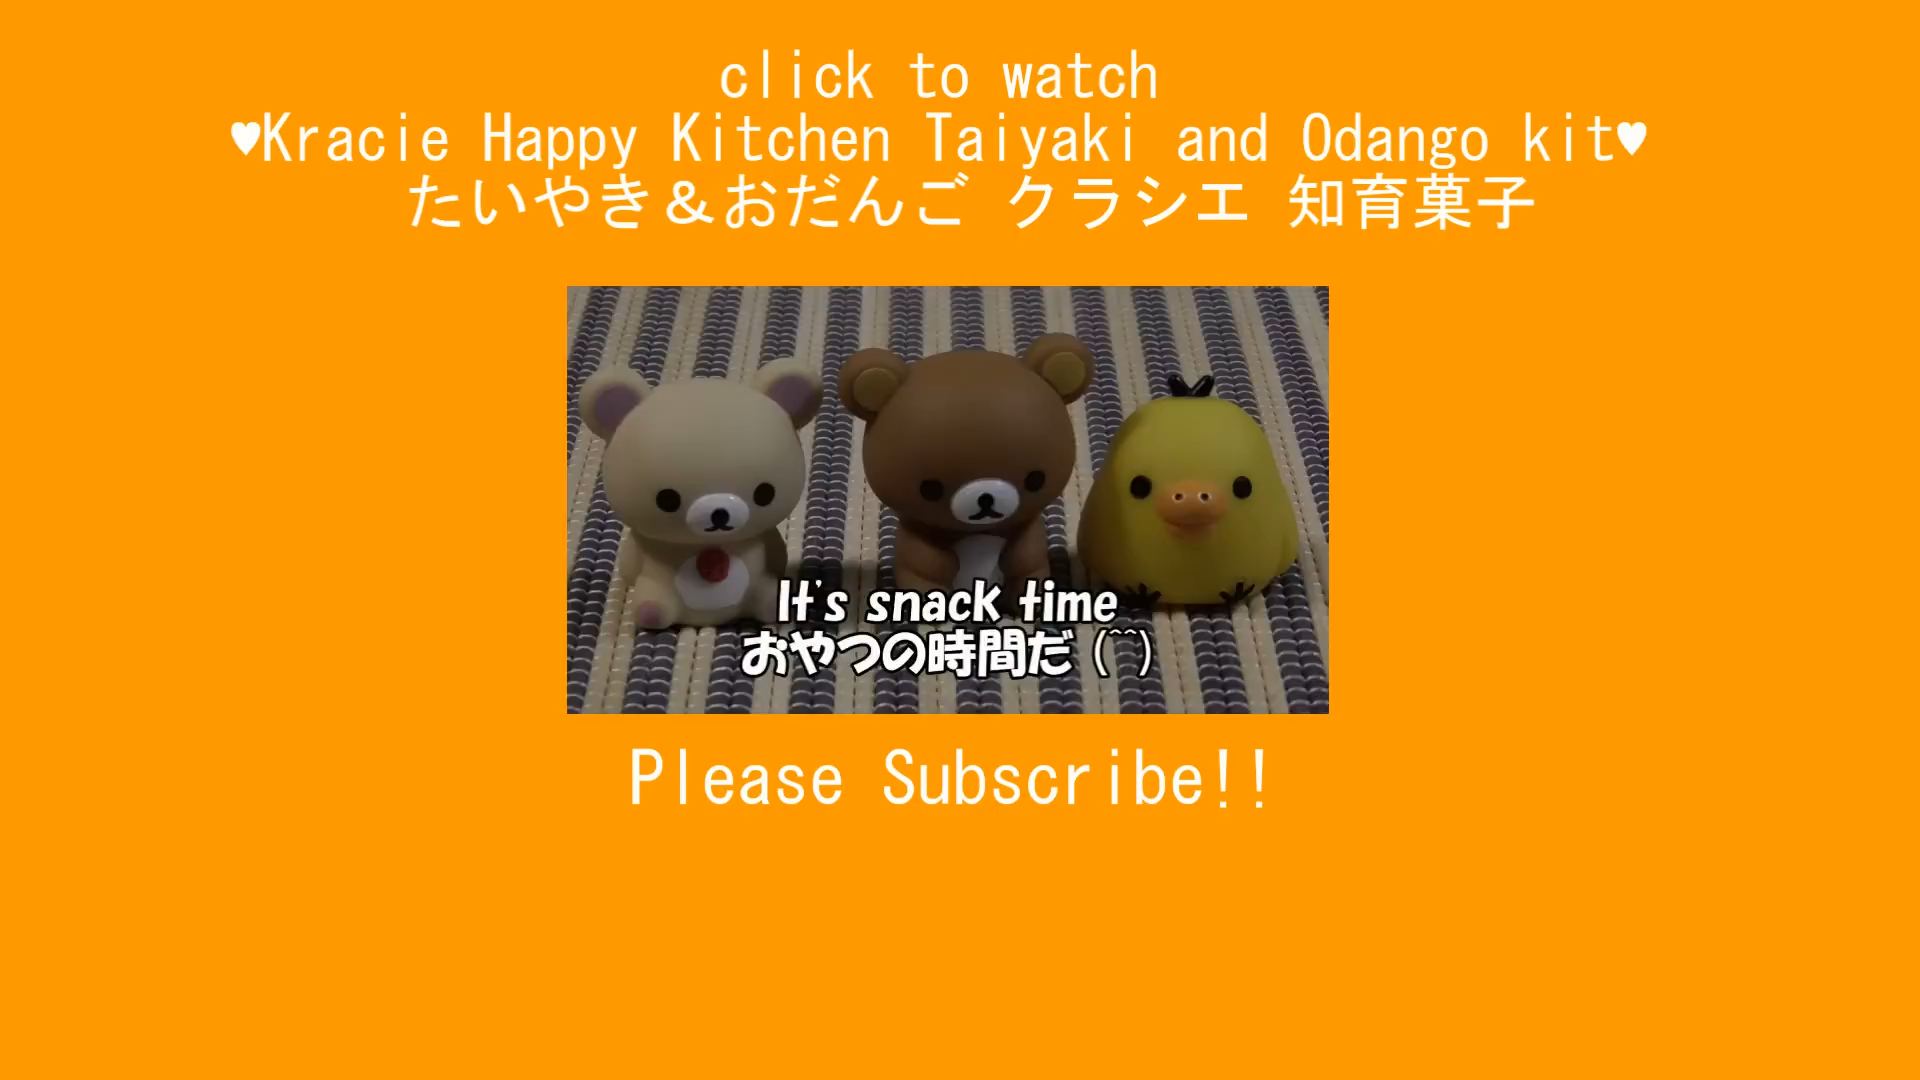 click to watch
♥Kracie Happy Kitchen Taiyaki and Odango kit♥
たいやき＆おだんご クラシエ 知育菓子
It's snack time
おやつの時間だ (^^)
Please Subscribe!!